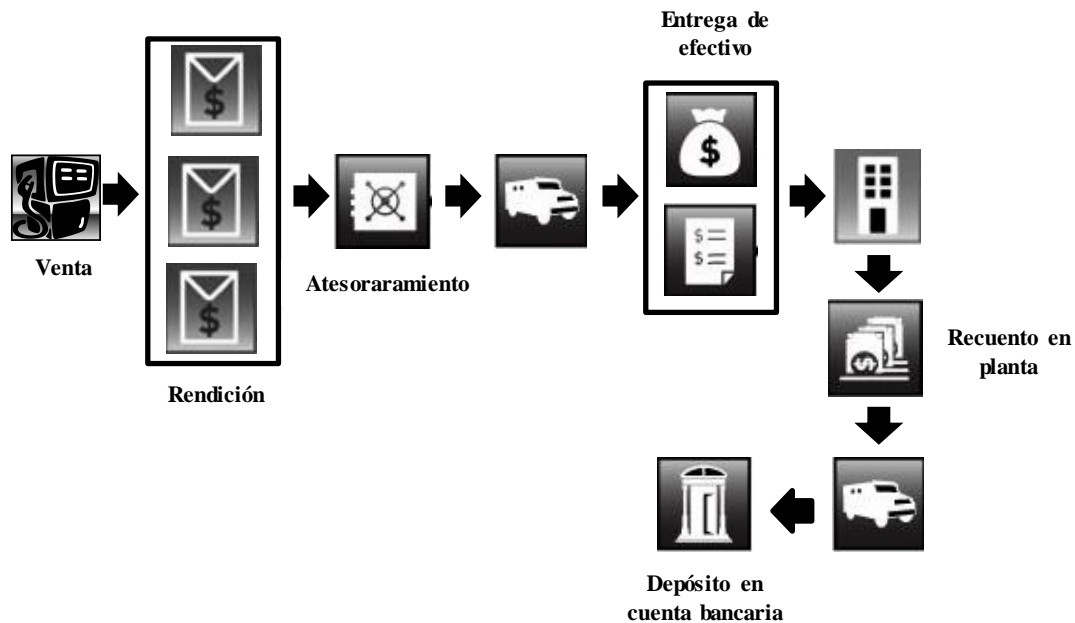 Entrega de
efectivo
$
$
$
$
$
$
Venta
Atesoraramiento
Rendición
$
Recuento en
planta
Depósito en
cuenta bancaria